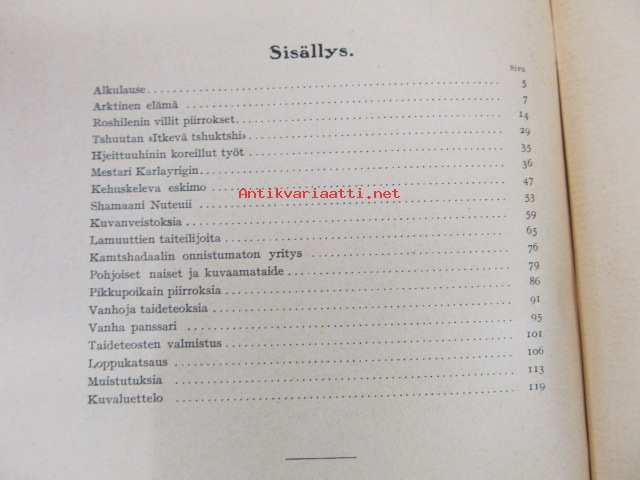 Sisällys.
Sivu
Alkulause 5
Arktinen elämä 7
Roshilenin villit piirrokset 14
Tshuutan »Itkevä tshuktshi» 29
Hjeittuuhinin koreillut työt 35
Mestari Karlayrigin 36
Kehuskeleva eskimo 47
Antikvariaatti.net
Shamaani Nuteuii 53
Kuvanveistoksia 59
Lamuuttien taiteilijoita 65
Kamtshadaalin onnistumaton yritys 76
Pohjoiset naiset ja kuvaamataide 79
Pikkupoikain piirroksia 86
Vanhoja taideteoksia 91
Vanha panssari 95
Taideteosten valmistus 101
Loppukatsaus 106
Muistutuksia 113
Kuvaluettelo 119